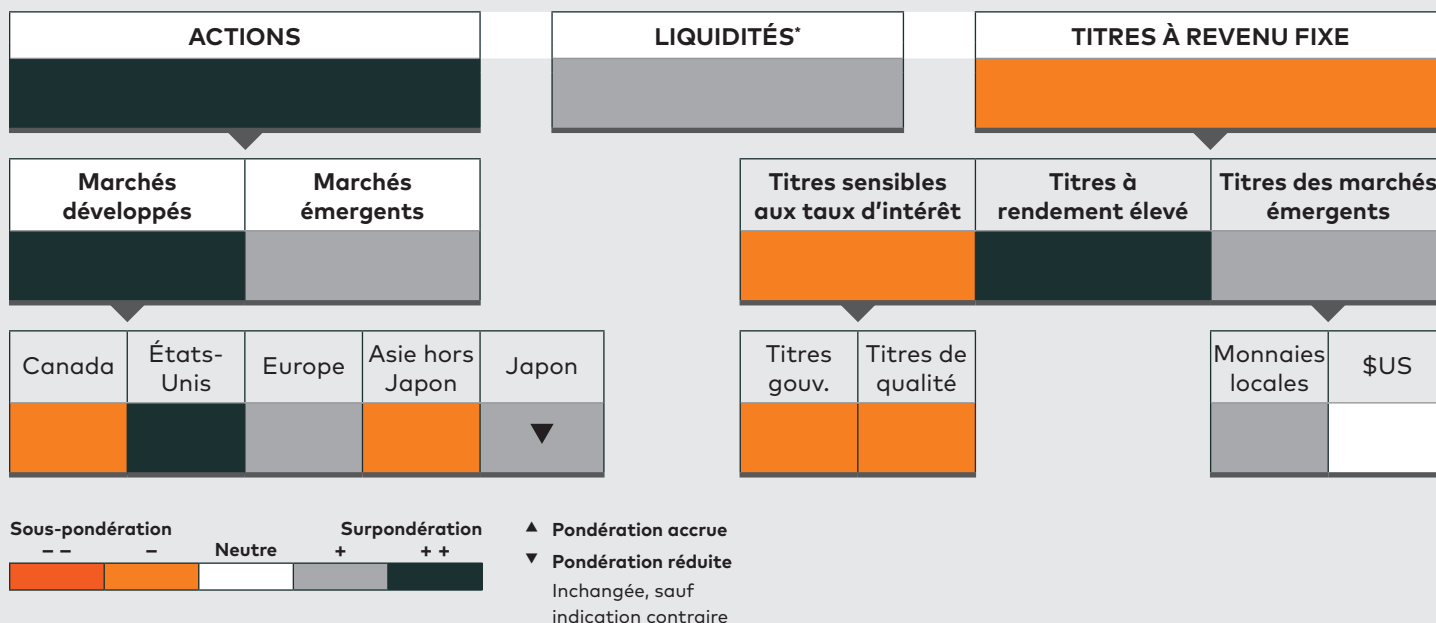 ACTIONS
LIQUIDITÉS*
TITRES À REVENU FIXE
Marchés
développés
Marchés
émergents
Titres sensibles
aux taux d'intérêt
Titres à
rendement élevé
Titres des marchés
émergents
Canada
États-
Unis
Europe
Asie hors
Japon
Japon
▼
Titres
gouv.
Titres de
qualité
Monnaies
locales
$US
Sous-pondération
Surpondération
– –
–
Neutre
+
+ +
▲ Pondération accrue
▼ Pondération réduite
Inchangée, sauf
indication contraire